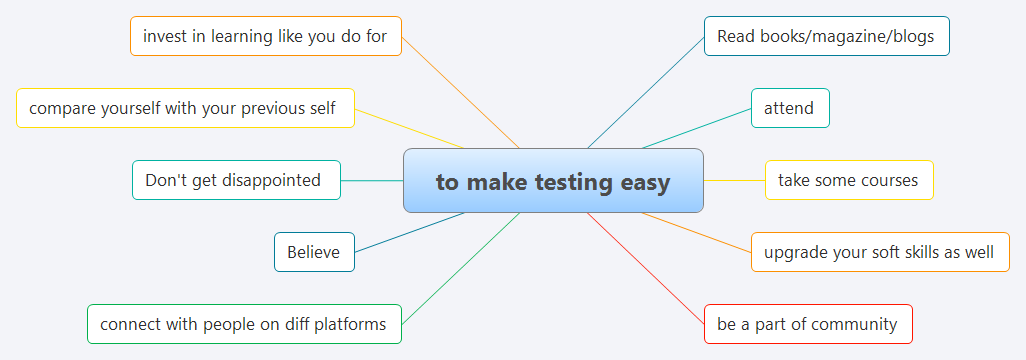 invest in learning like you do for
Read books/magazine/blogs
compare yourself with your previous self
attend
to make testing easy
Don't get disappointed
take some courses
Believe
upgrade your soft skills as well
connect with people on diff platforms
be a part of community